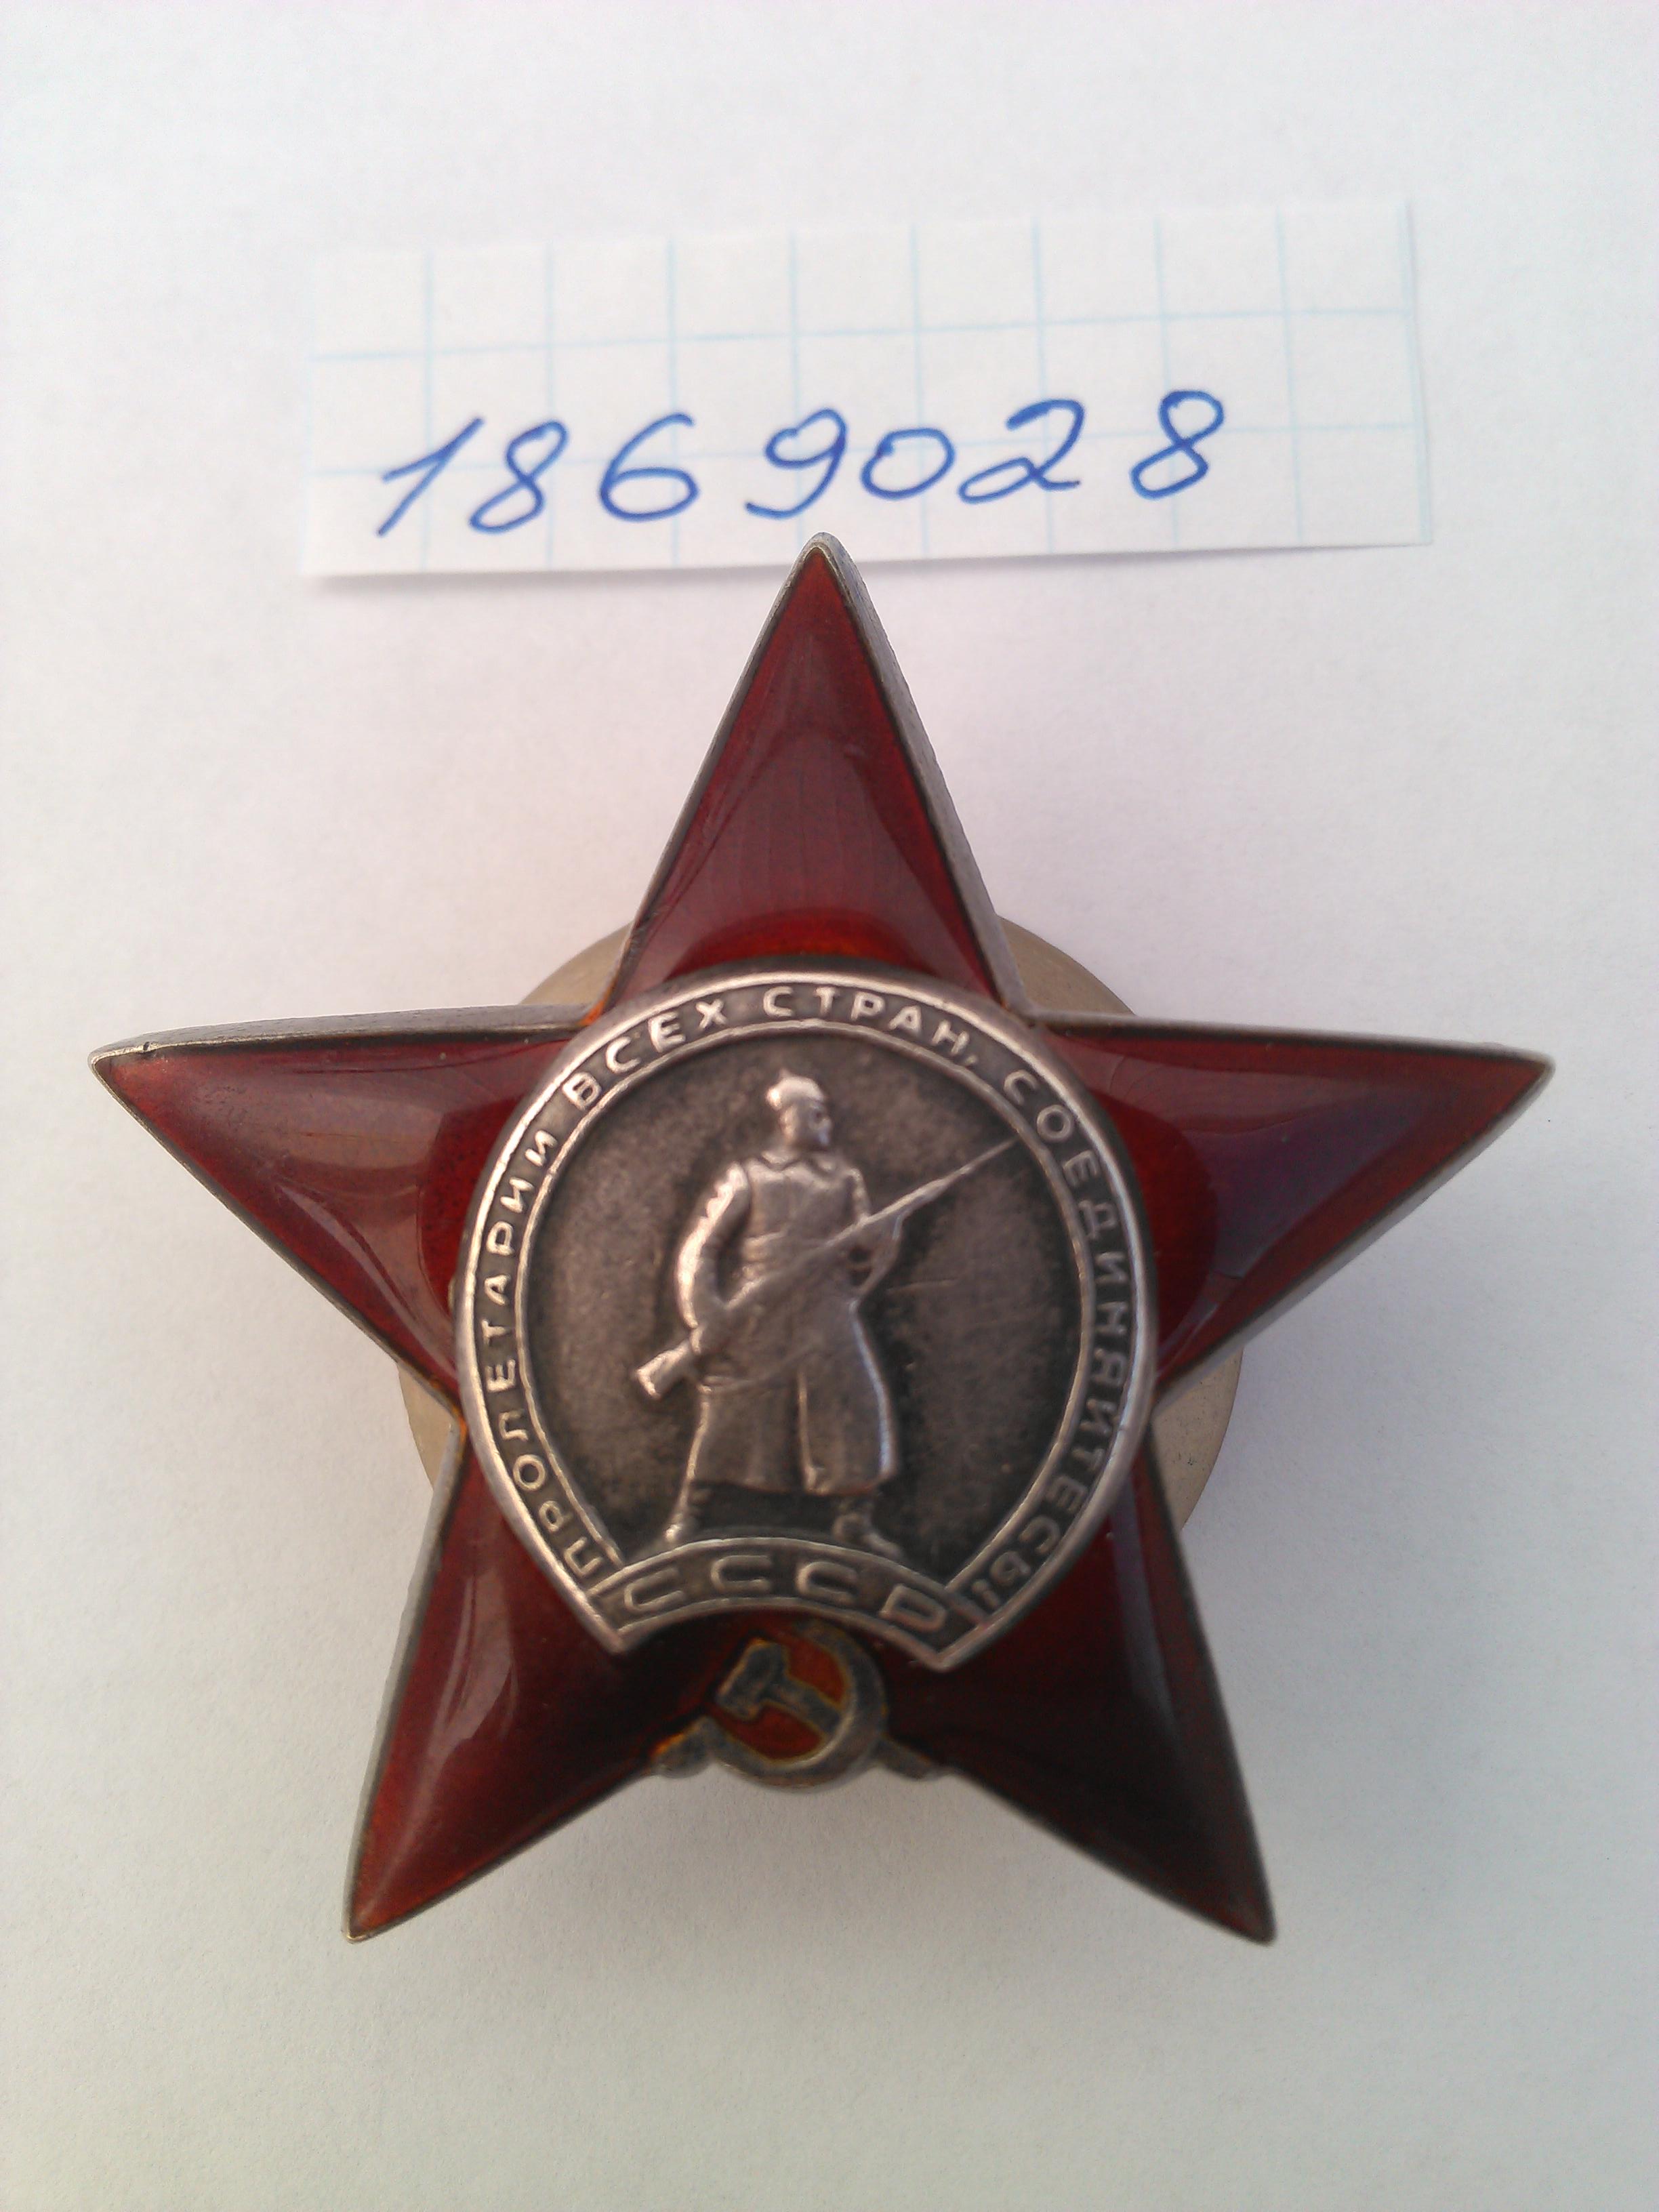 1869028
ПРОЛЕТАРИИ ВСЕХ СТРАН, СОЕДИНЯЙТЕСЬ!
СССР